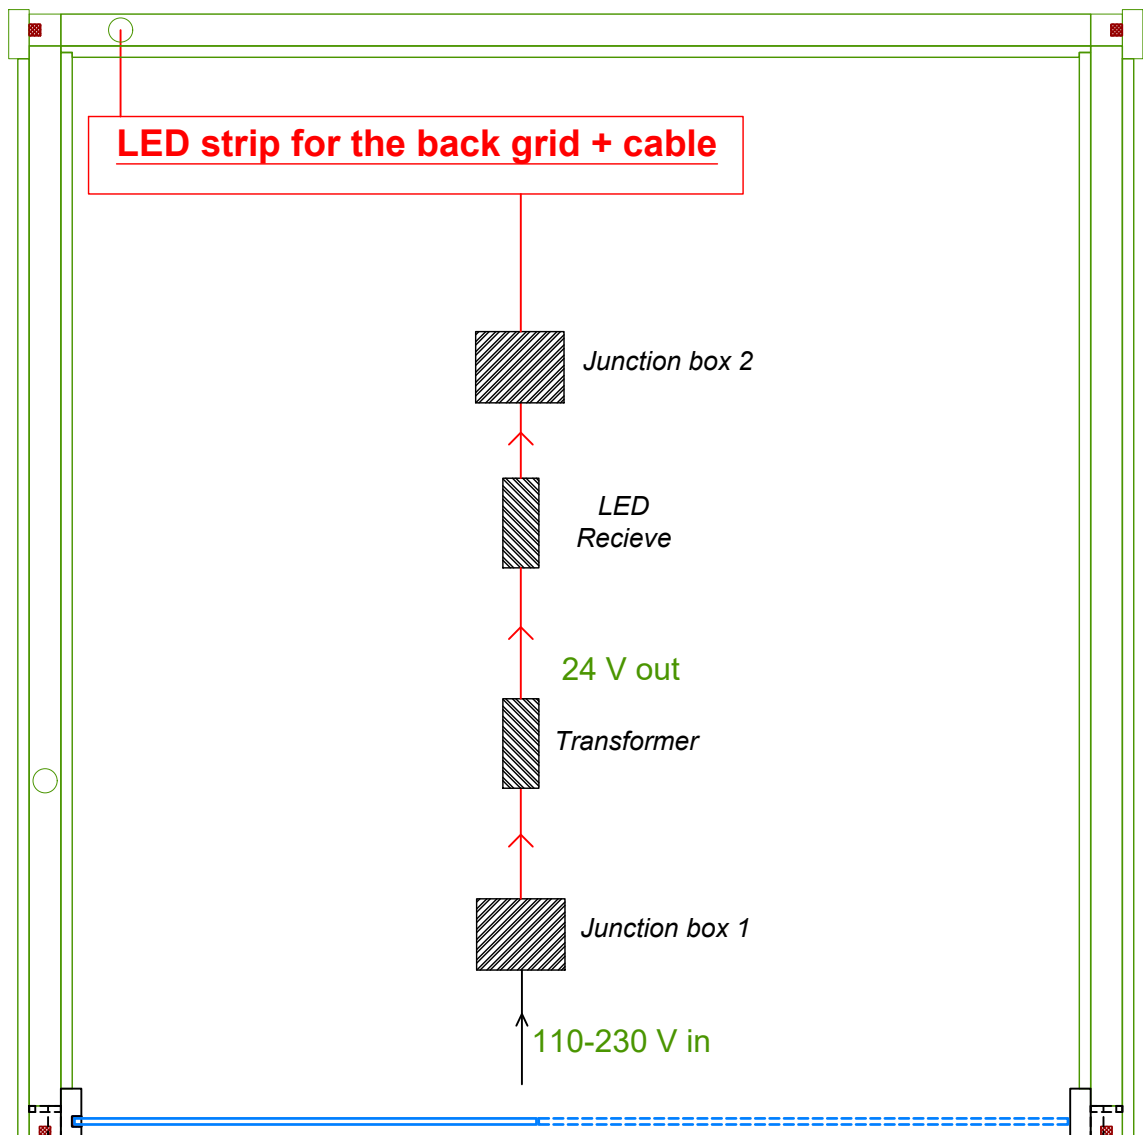 LED strip for the back grid + cable
Junction box 2
LED
Recieve
24 V out
Transformer
Junction box 1
110-230 V in